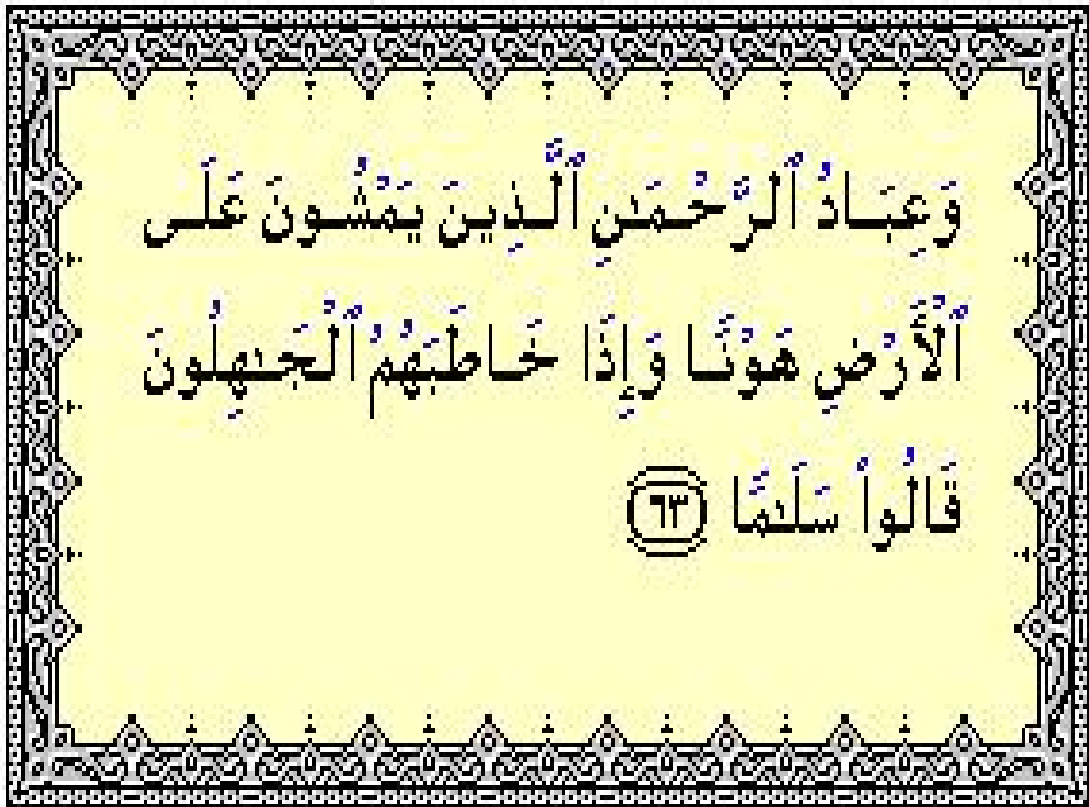 وَعِبَادُ ٱلرَّحْمَـٰنِ ٱلَّذِينَ يَمْشُونَ عَلَى
ٱلْأَرْضِ هَوْنًا وَإِذَا خَاطَبَهُمُ ٱلْجَـٰهِلُونَ
قَالُوا۟ سَلَـٰمًا ٦٣